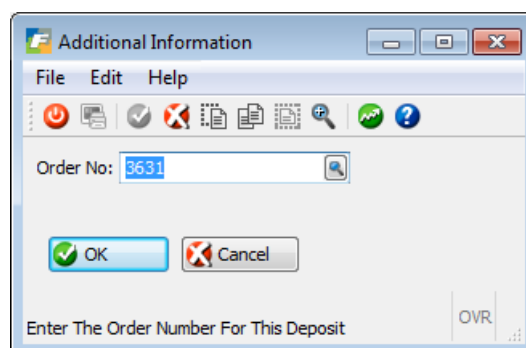 Additional Information
File Edit Help
Order No: 3631
OK Cancel
Enter The Order Number For This Deposit
OVR